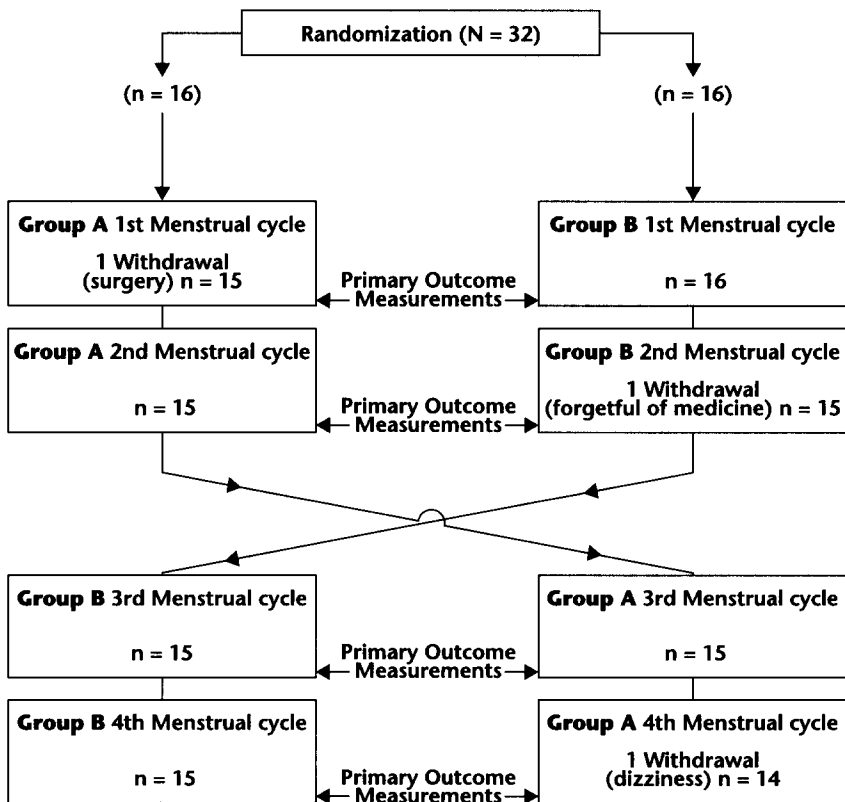 Randomization (N = 32)
(n = 16)
(n = 16)
Group A 1st Menstrual cycle
1 Withdrawal
(surgery) n = 15
Primary Outcome
Measurements
Group B 1st Menstrual cycle
n = 16
Group A 2nd Menstrual cycle
n = 15
Primary Outcome
Measurements
Group B 2nd Menstrual cycle
1 Withdrawal
(forgetful of medicine) n = 15
Group B 3rd Menstrual cycle
n = 15
Primary Outcome
Measurements
Group A 3rd Menstrual cycle
n = 15
Group B 4th Menstrual cycle
n = 15
Primary Outcome
Measurements
Group A 4th Menstrual cycle
1 Withdrawal
(dizziness) n = 14